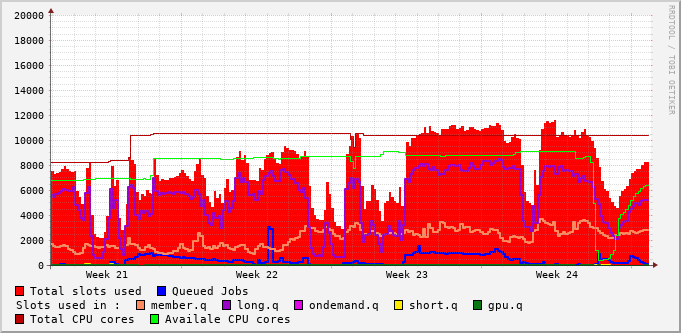 20000
18000
16000
14000
12000
10000
8000
6000
4000
2000
0
Week 21 Week 22 Week 23 Week 24
Total slots used Queued Jobs
Slots used in : member.q long.q ondemand.q short.q gpu.q
Total CPU cores Availale CPU cores
RRDTOOL / TOBI OETIKER